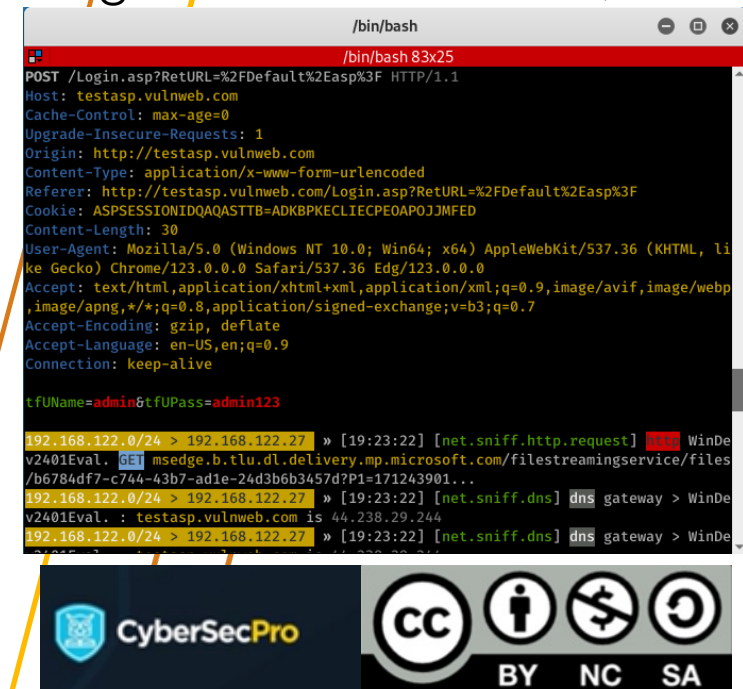 /bin/bash
/bin/bash 83x25
POST /Login.asp?RetURL=%2FDefault%2Easp%3F HTTP/1.1
Host: testasp.vulnweb.com
Cache-Control: max-age=0
Upgrade-Insecure-Requests: 1
Origin: http://testasp.vulnweb.com
Content-Type: application/x-www-form-urlencoded
Referer: http://testasp.vulnweb.com/Login.asp?RetURL=%2FDefault%2Easp%3F
Cookie: ASPSESSIONIDQAQASTTB=ADKBPKECLIECPEOAPOJJMFED
Content-Length: 30
User-Agent: Mozilla/5.0 (Windows NT 10.0; Win64; x64) AppleWebKit/537.36 (KHTML, li
ke Gecko) Chrome/123.0.0.0 Safari/537.36 Edg/123.0.0.0
Accept: text/html,application/xhtml+xml,application/xml;q=0.9,image/avif,image/webp
,image/apng,*/*;q=0.8,application/signed-exchange;v=b3;q=0.7
Accept-Encoding: gzip, deflate
Accept-Language: en-US,en;q=0.9
Connection: keep-alive
tfUName=admin&tfUPass=admin123
192.168.122.0/24 > 192.168.122.27 » [19:23:22] [net.sniff.http.request] http WinDe
v2401Eval. GET msedge.b.tlu.dl.delivery.mp.microsoft.com/filestreamingservice/files
/b6784df7-c744-43b7-ad1e-24d3b6b3457d?P1=171243901...
192.168.122.0/24 > 192.168.122.27 » [19:23:22] [net.sniff.dns] dns gateway > WinDe
v2401Eval. : testasp.vulnweb.com is 44.238.29.244
192.168.122.0/24 > 192.168.122.27 » [19:23:22] [net.sniff.dns] dns gateway > WinDe
CyberSecPro
cc
BY NC SA